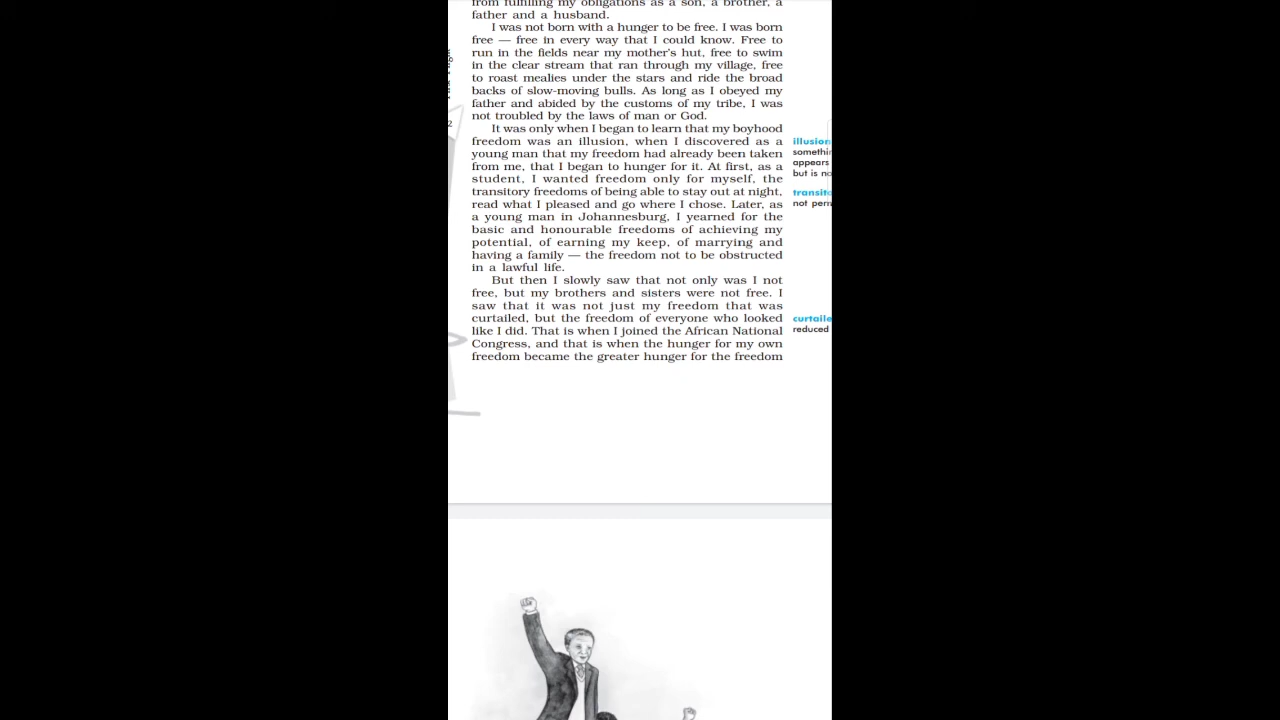 from fulfilling my obligations as a son, a brother, a
father and a husband.
I was not born with a hunger to be free. I was born
free — free in every way that I could know. Free to
run in the fields near my mother's hut, free to swim
in the clear stream that ran through my village, free
to roast mealies under the stars and ride the broad
backs of slow-moving bulls. As long as I obeyed my
father and abided by the customs of my tribe, I was
not troubled by the laws of man or God.
It was only when I began to learn that my boyhood
freedom was an illusion, when I discovered as a
young man that my freedom had already been taken
from me, that I began to hunger for it. At first, as a
student, I wanted freedom only for myself, the
transitory freedoms of being able to stay out at night,
read what I pleased and go where I chose. Later, as
a young man in Johannesburg, I yearned for the
basic and honourable freedoms of achieving my
potential, of earning my keep, of marrying and
having a family — the freedom not to be obstructed
in a lawful life.
But then I slowly saw that not only was I not
free, but my brothers and sisters were not free. I
saw that it was not just my freedom that was
curtailed, but the freedom of everyone who looked
like I did. That is when I joined the African National
Congress, and that is when the hunger for my own
freedom became the greater hunger for the freedom
2
illusion:
somethi
appears
but is no
transito
not perm
curtaile
reduced